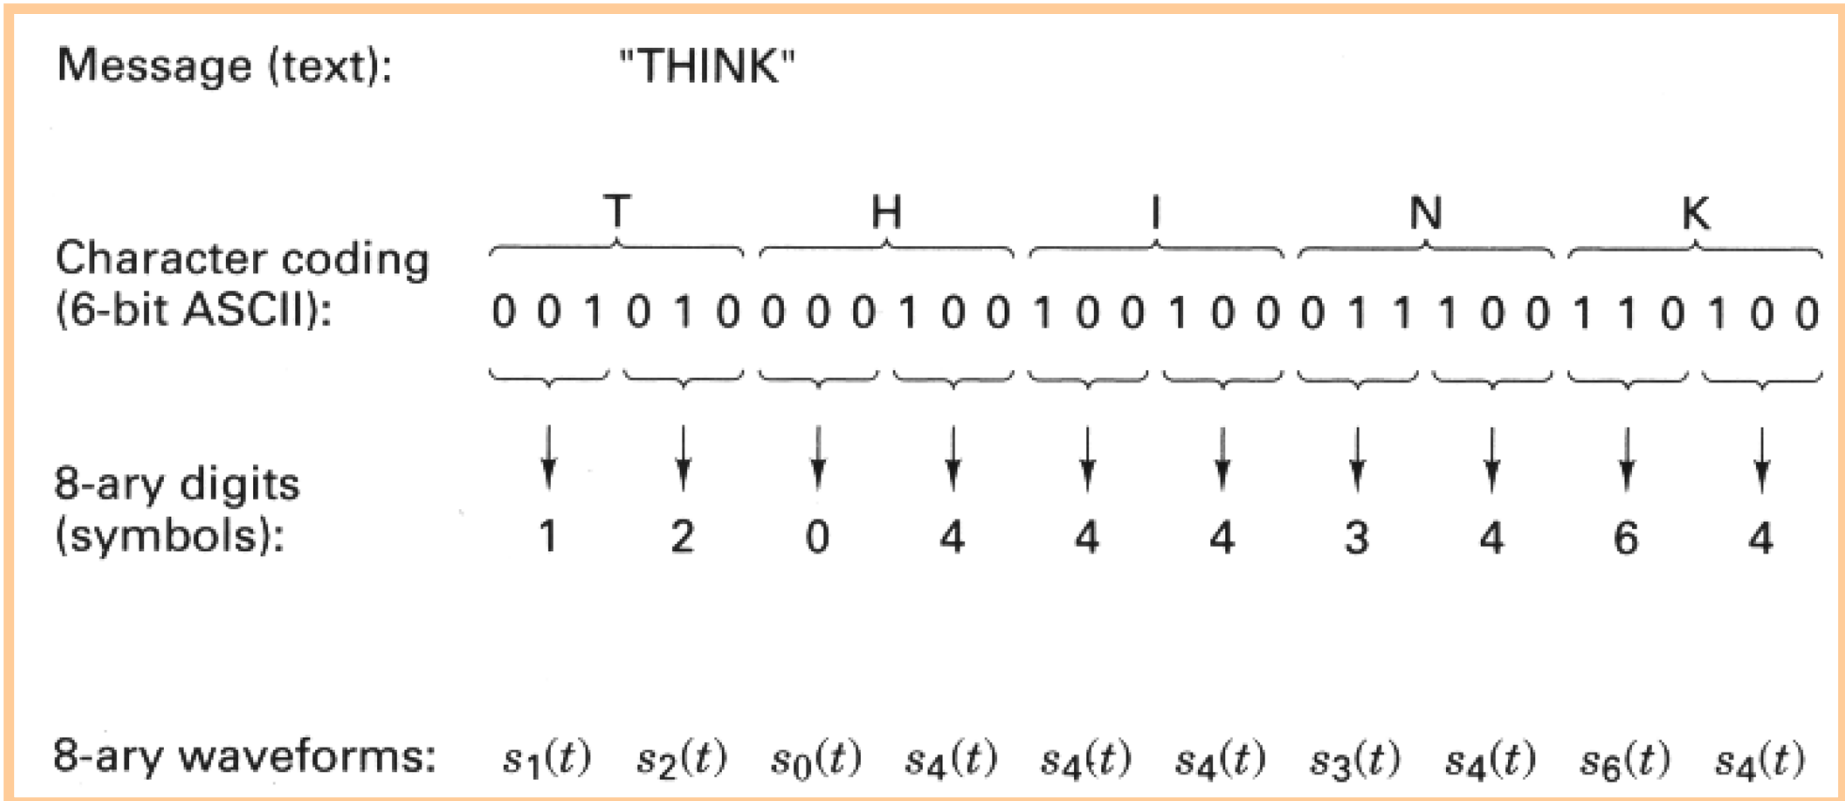 Message (text): "THINK"
T H I N K
Character coding
(6-bit ASCII): 0 0 1 0 1 0 0 0 0 1 0 0 1 0 0 1 0 0 0 1 1 1 0 0 1 1 0 1 0 0
8-ary digits
(symbols): 1 2 0 4 4 4 3 4 6 4
8-ary waveforms: s₁(t) s₂(t) s₀(t) s₄(t) s₄(t) s₄(t) s₃(t) s₄(t) s₆(t) s₄(t)